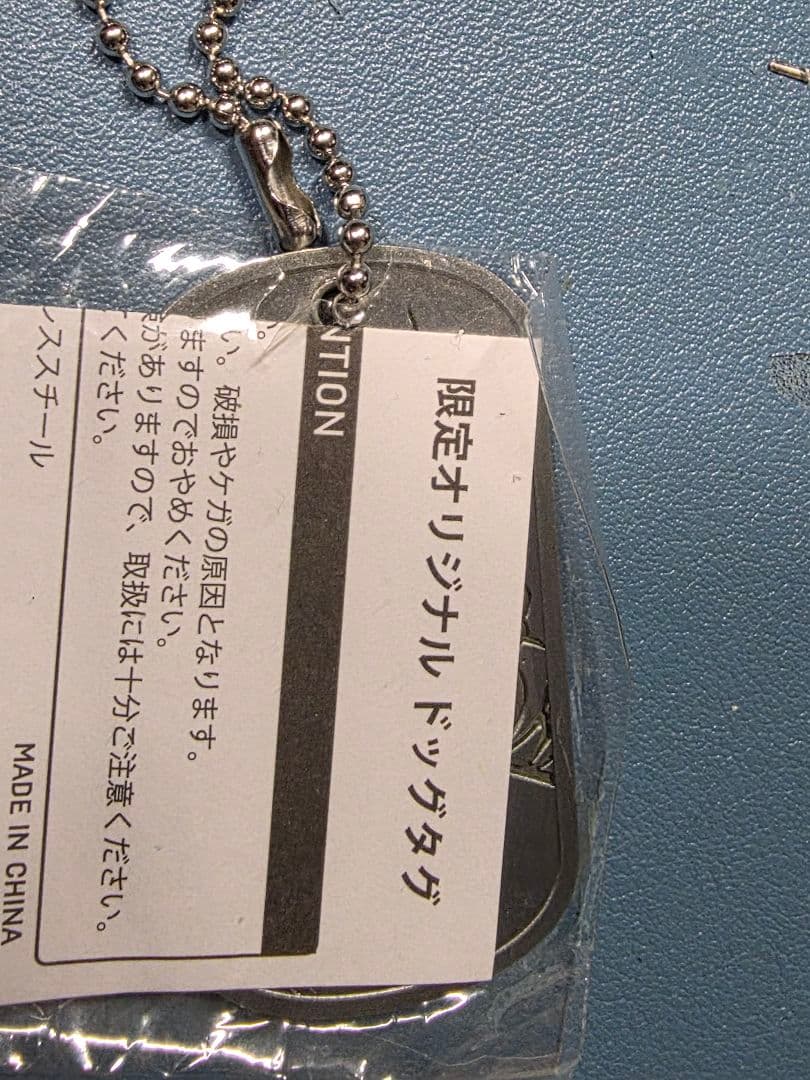 限定オリジナル ドッグタグ
NTION
い。
い。破損やケガの原因となります。
ますのでおやめください。
がありますので、取扱には十分ご注意ください。
ください。
ススチール
MADE IN CHINA